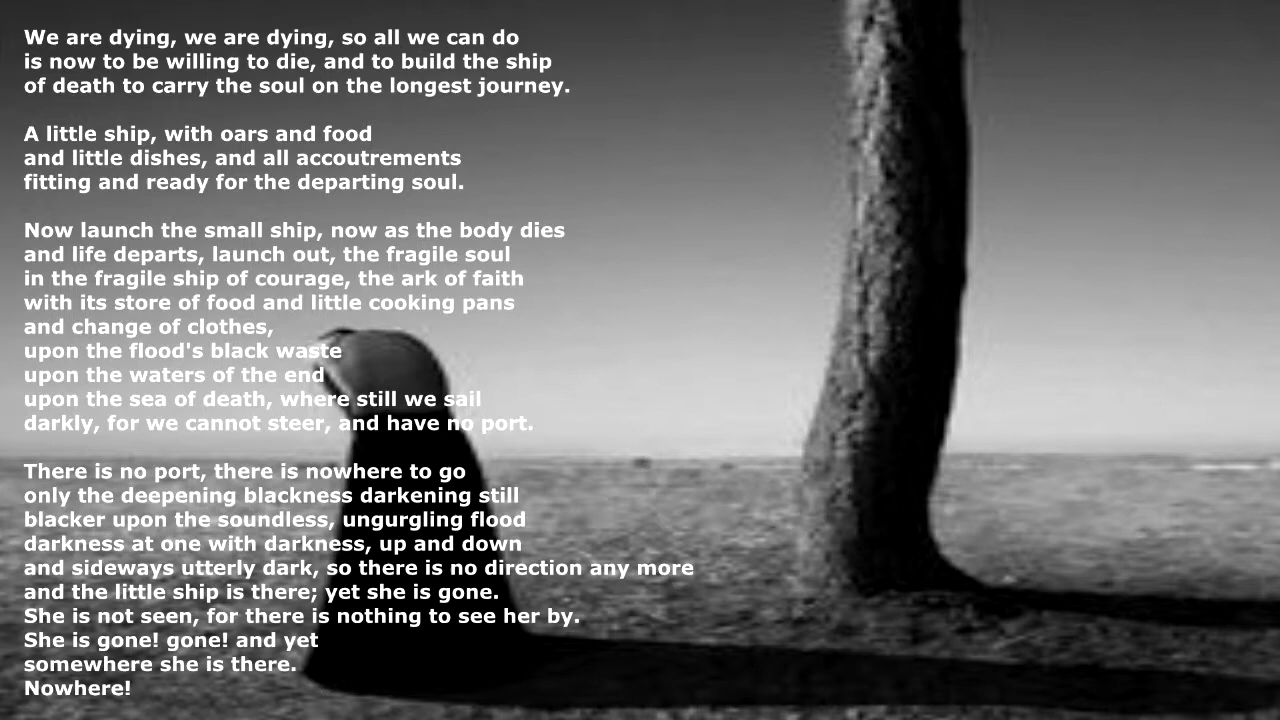 We are dying, we are dying, so all we can do
is now to be willing to die, and to build the ship
of death to carry the soul on the longest journey.
A little ship, with oars and food
and little dishes, and all accoutrements
fitting and ready for the departing soul.
Now launch the small ship, now as the body dies
and life departs, launch out, the fragile soul
in the fragile ship of courage, the ark of faith
with its store of food and little cooking pans
and change of clothes,
upon the flood's black waste
upon the waters of the end
upon the sea of death, where still we sail
darkly, for we cannot steer, and have no port.
There is no port, there is nowhere to go
only the deepening blackness darkening still
blacker upon the soundless, ungurgling flood
darkness at one with darkness, up and down
and sideways utterly dark, so there is no direction any more
and the little ship is there; yet she is gone.
She is not seen, for there is nothing to see her by.
She is gone! gone! and yet
somewhere she is there.
Nowhere!